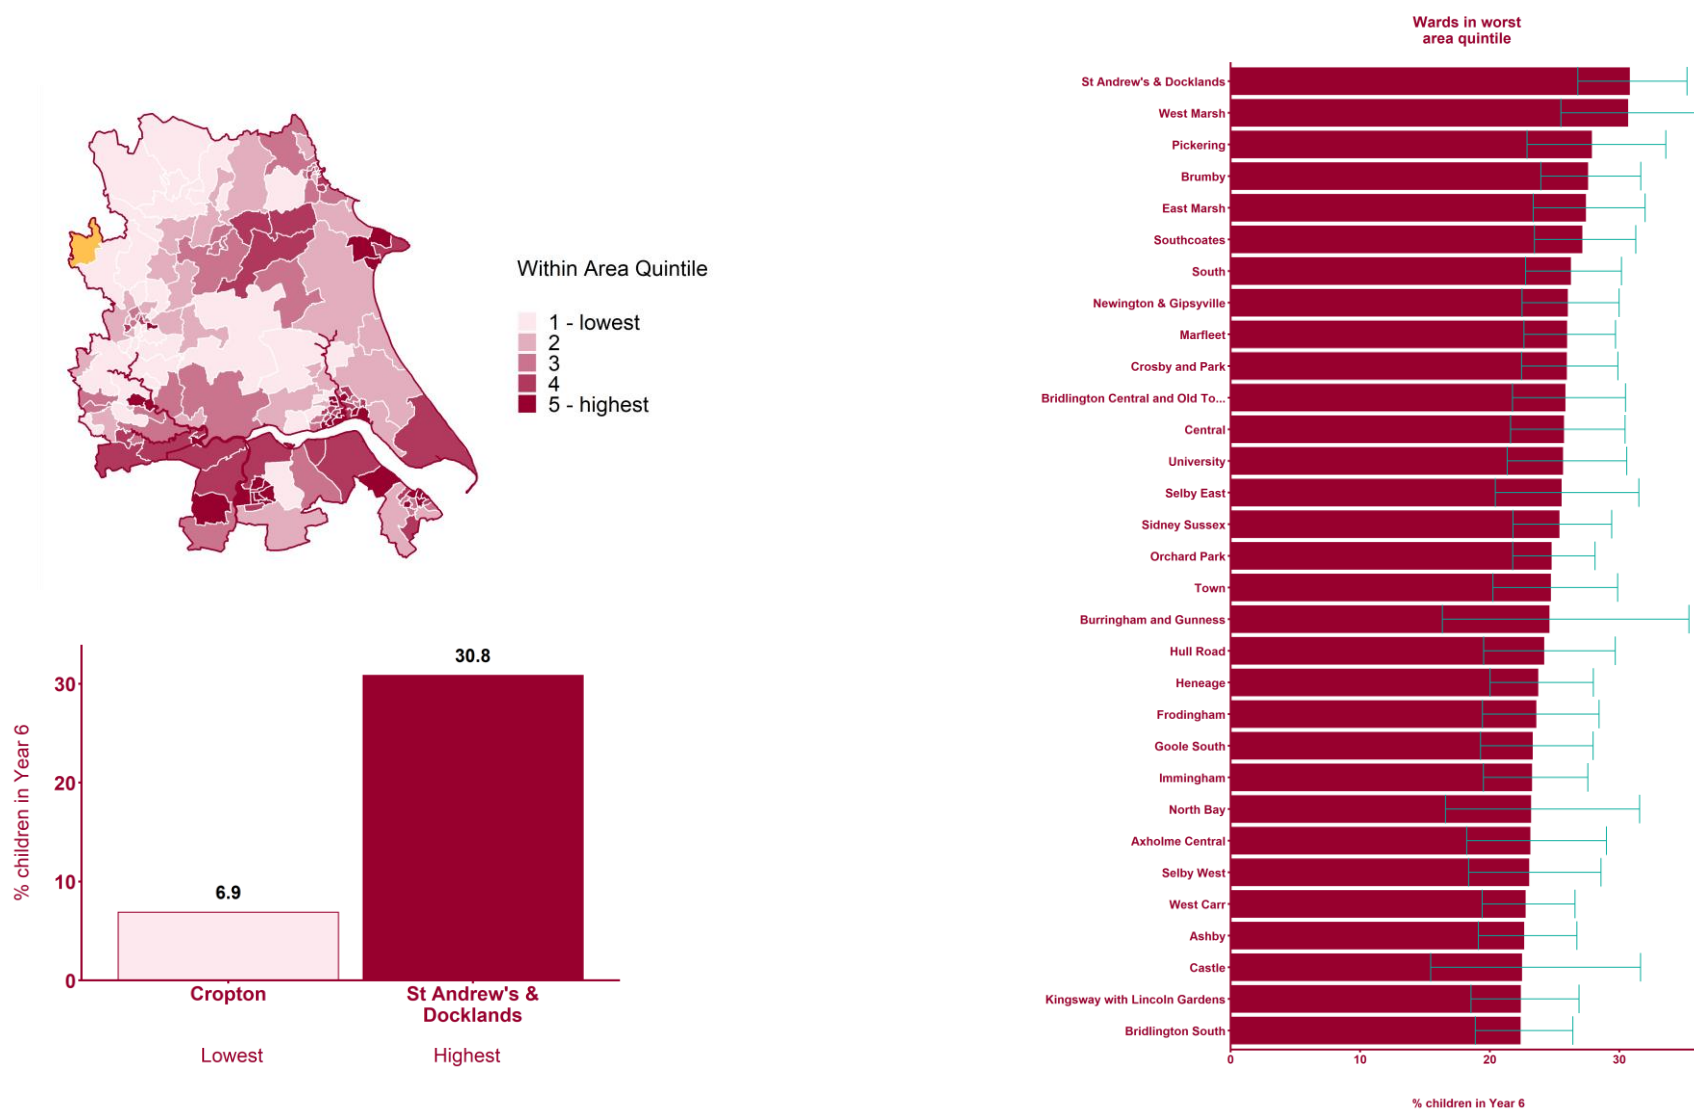 Within Area Quintile
1 - lowest
2
3
4
5 - highest
% children in Year 6
30
20
10
0
6.9
30.8
Cropton
St Andrew's &
Docklands
Lowest
Highest
Wards in worst
area quintile
St Andrew's & Docklands
West Marsh
Pickering
Brumby
East Marsh
Southcoates
South
Newington & Gipsyville
Marfleet
Crosby and Park
Bridlington Central and Old To...
Central
University
Selby East
Sidney Sussex
Orchard Park
Town
Burringham and Gunness
Hull Road
Heneage
Frodingham
Goole South
Immingham
North Bay
Axholme Central
Selby West
West Carr
Ashby
Castle
Kingsway with Lincoln Gardens
Bridlington South
0 10 20 30
% children in Year 6